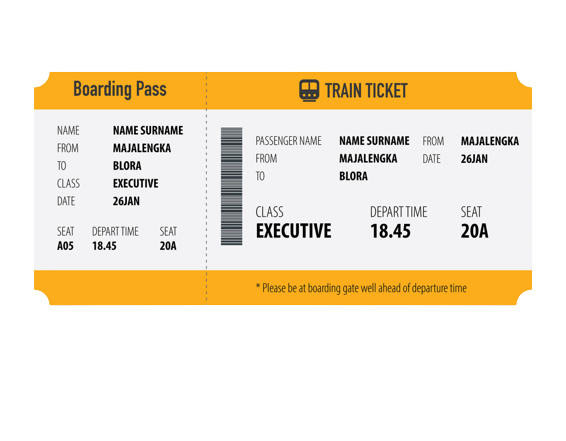 Boarding Pass
NAME NAME SURNAME
FROM MAJALENGKA
TO BLORA
CLASS EXECUTIVE
DATE 26JAN
SEAT DEPART TIME SEAT
A05 18.45 20A
TRAIN TICKET
PASSENGER NAME NAME SURNAME FROM MAJALENGKA
FROM MAJALENGKA DATE 26JAN
TO BLORA
CLASS DEPART TIME SEAT
EXECUTIVE 18.45 20A
* Please be at boarding gate well ahead of departure time